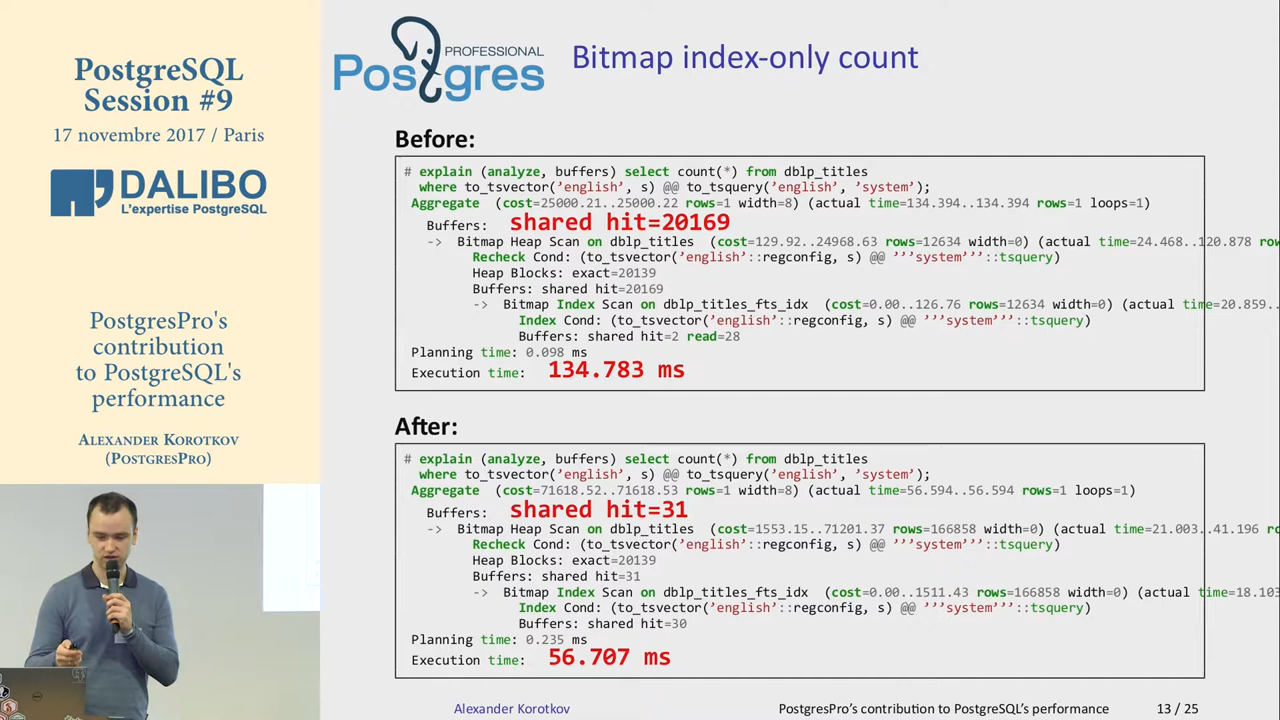 PostgreSQL
Session #9
17 novembre 2017 / Paris
DALIBO
L'expertise PostgreSQL
PostgresPro's
contribution
to PostgreSQL's
performance
Alexander Korotkov
(PostgresPro)
PROFESSIONAL
Postgres
Bitmap index-only count
Before:
# explain (analyze, buffers) select count(*) from dblp_titles
where to_tsvector(’english’, s) @@ to_tsquery(’english’, ’system’);
Aggregate (cost=25000.21..25000.22 rows=1 width=8) (actual time=134.394..134.394 rows=1 loops=1)
Buffers: shared hit=20169
-> Bitmap Heap Scan on dblp_titles (cost=129.92..24968.63 rows=12634 width=0) (actual time=24.468..120.878 row
Recheck Cond: (to_tsvector(’english’::regconfig, s) @@ ’’’system’’’::tsquery)
Heap Blocks: exact=20139
Buffers: shared hit=20169
-> Bitmap Index Scan on dblp_titles_fts_idx (cost=0.00..126.76 rows=12634 width=0) (actual time=20.859..
Index Cond: (to_tsvector(’english’::regconfig, s) @@ ’’’system’’’::tsquery)
Buffers: shared hit=2 read=28
Planning time: 0.098 ms
Execution time: 134.783 ms
After:
# explain (analyze, buffers) select count(*) from dblp_titles
where to_tsvector(’english’, s) @@ to_tsquery(’english’, ’system’);
Aggregate (cost=71618.52..71618.53 rows=1 width=8) (actual time=56.594..56.594 rows=1 loops=1)
Buffers: shared hit=31
-> Bitmap Heap Scan on dblp_titles (cost=1553.15..71201.37 rows=166858 width=0) (actual time=21.003..41.196 ro
Recheck Cond: (to_tsvector(’english’::regconfig, s) @@ ’’’system’’’::tsquery)
Heap Blocks: exact=20139
Buffers: shared hit=31
-> Bitmap Index Scan on dblp_titles_fts_idx (cost=0.00..1511.43 rows=166858 width=0) (actual time=18.103
Index Cond: (to_tsvector(’english’::regconfig, s) @@ ’’’system’’’::tsquery)
Buffers: shared hit=30
Planning time: 0.235 ms
Execution time: 56.707 ms
Alexander Korotkov
PostgresPro’s contribution to PostgreSQL’s performance
13 / 25